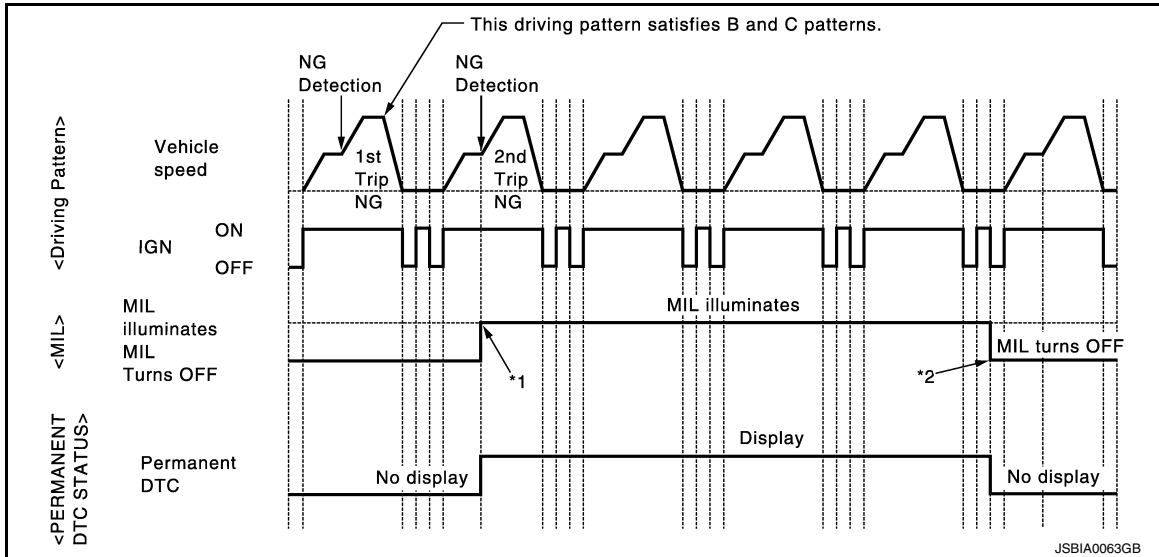 This driving pattern satisfies B and C patterns.
NG
Detection
NG
Detection
<Driving Pattern>
Vehicle
speed
1st
Trip
NG
2nd
Trip
NG
IGN
ON
OFF
<MIL>
MIL
illuminates
MIL
Turns OFF
MIL illuminates
MIL turns OFF
*1
*2
<PERMANENT
DTC STATUS>
Permanent
DTC
No display
Display
No display
JSBIA0063GB